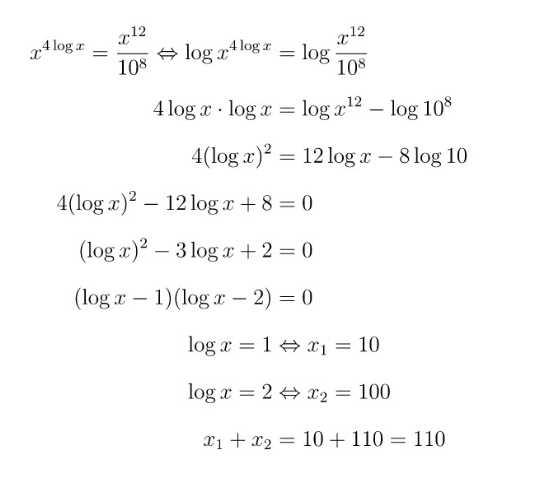 x^{4 log x} = \frac{x^{12}}{10^8} ⇔ log x^{4 log x} = log \frac{x^{12}}{10^8}
4 log x · log x = log x^{12} − log 10^8
4(log x)^2 = 12 log x − 8 log 10
4(log x)^2 − 12 log x + 8 = 0
(log x)^2 − 3 log x + 2 = 0
(log x − 1)(log x − 2) = 0
log x = 1 ⇔ x_1 = 10
log x = 2 ⇔ x_2 = 100
x_1 + x_2 = 10 + 110 = 110